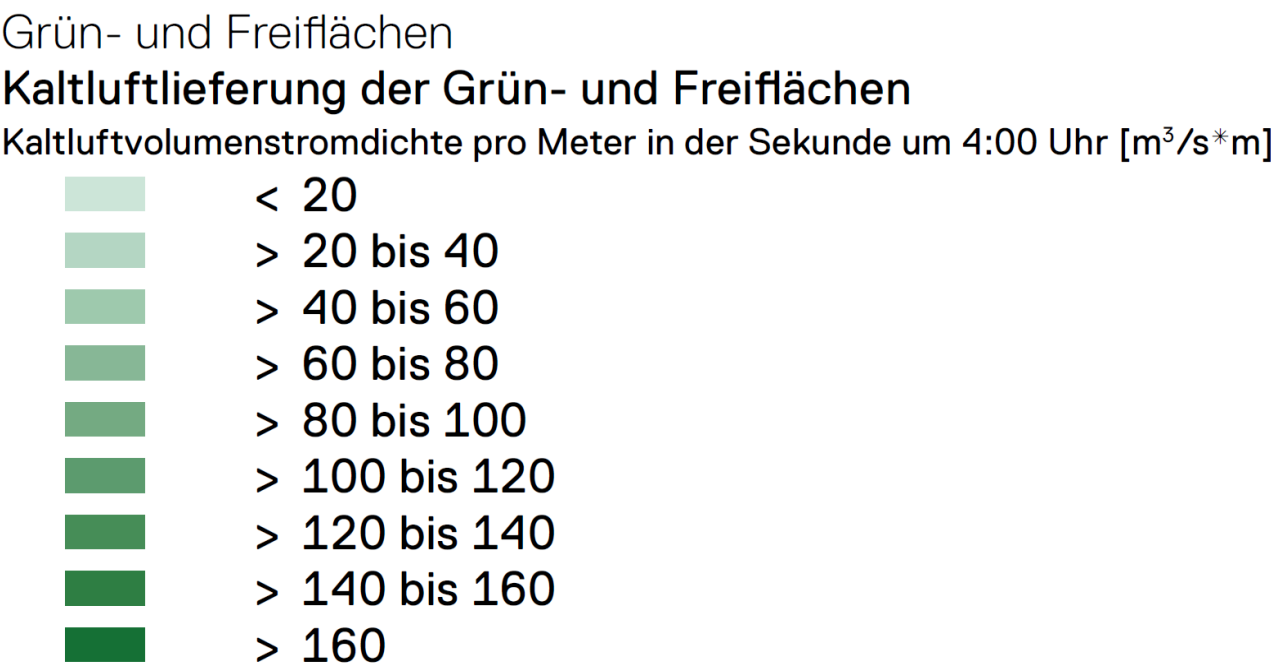 Grün- und Freiflächen
Kaltluftlieferung der Grün- und Freiflächen
Kaltluftvolumenstromdichte pro Meter in der Sekunde um 4:00 Uhr [m³/s*m]
< 20
> 20 bis 40
> 40 bis 60
> 60 bis 80
> 80 bis 100
> 100 bis 120
> 120 bis 140
> 140 bis 160
> 160